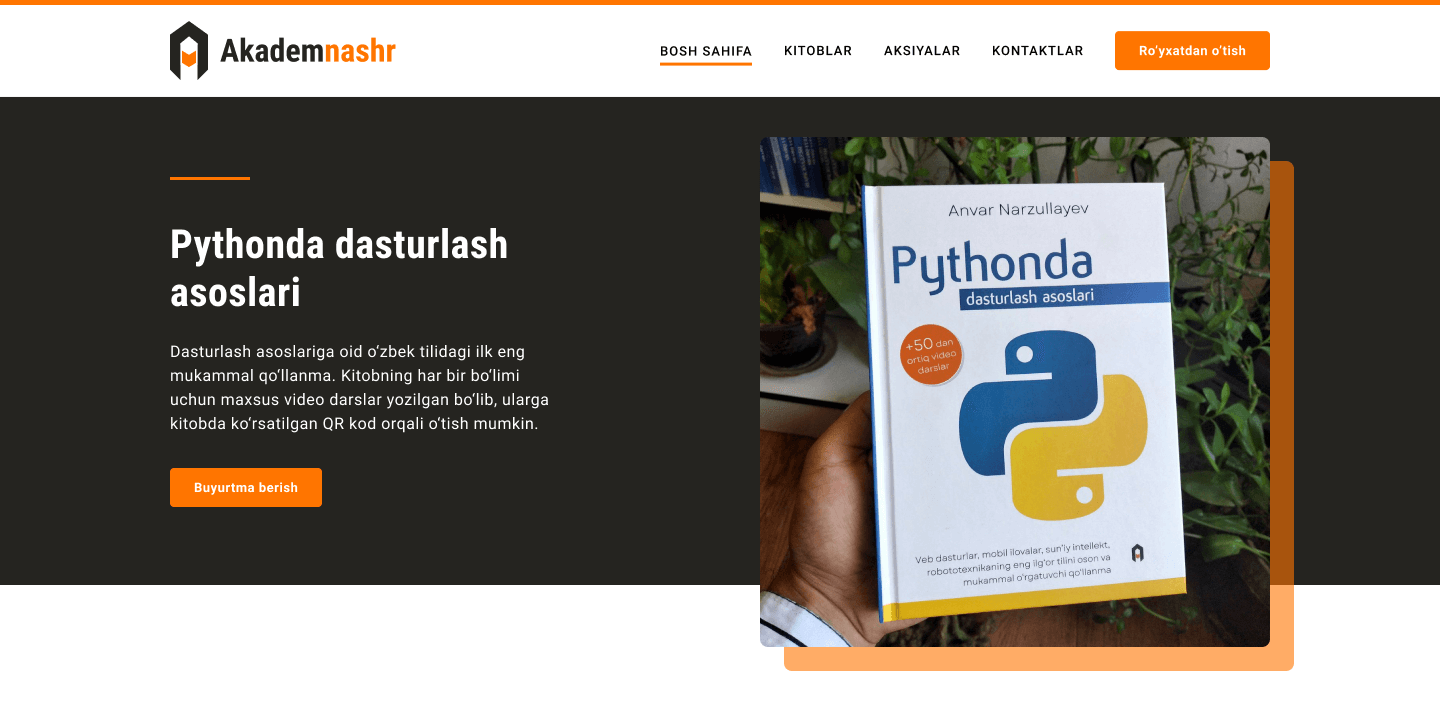 Akademnashr
BOSH SAHIFA
KITOBLAR
AKSIYALAR
KONTAKTLAR
Ro‘yxatdan o‘tish
Pythonda dasturlash
asoslari
Dasturlash asoslariga oid o‘zbek tilidagi ilk eng
mukammal qo‘llanma. Kitobning har bir bo‘limi
uchun maxsus video darslar yozilgan bo‘lib, ularga
kitobda ko‘rsatilgan QR kod orqali o‘tish mumkin.
Buyurtma berish
Anvar Narzullayev
Pythonda
dasturlash asoslari
+50 dan
ortiq video
darslar
Veb dasturlar, mobil ilovalar, sun'iy intellekt,
robototexnikaning eng ilg'or tilini oson va
mukammal o'rgatuvchi qo'llanma